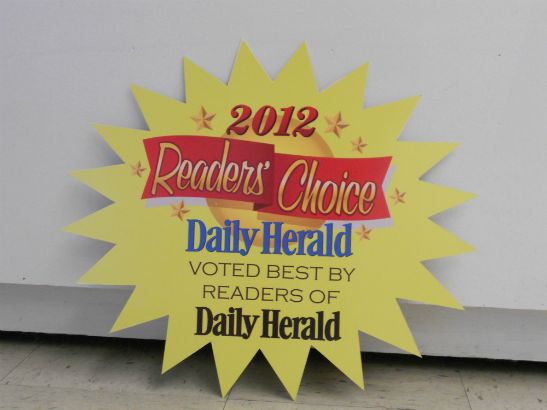 2012
Readers' Choice
Daily Herald
VOTED BEST BY
READERS OF
Daily Herald